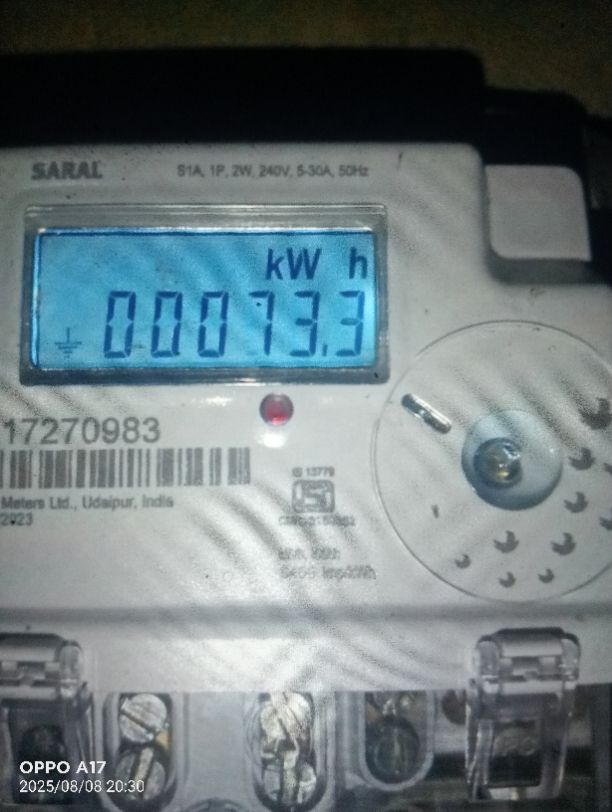 SARAL
S1A, 1P, 2W, 240V, 5-30A, 50Hz
kW h
000073.3
17270983
Meters Ltd., Udaipur, India
2023
IS 13779
OPPO A17
2025/08/08 20:30